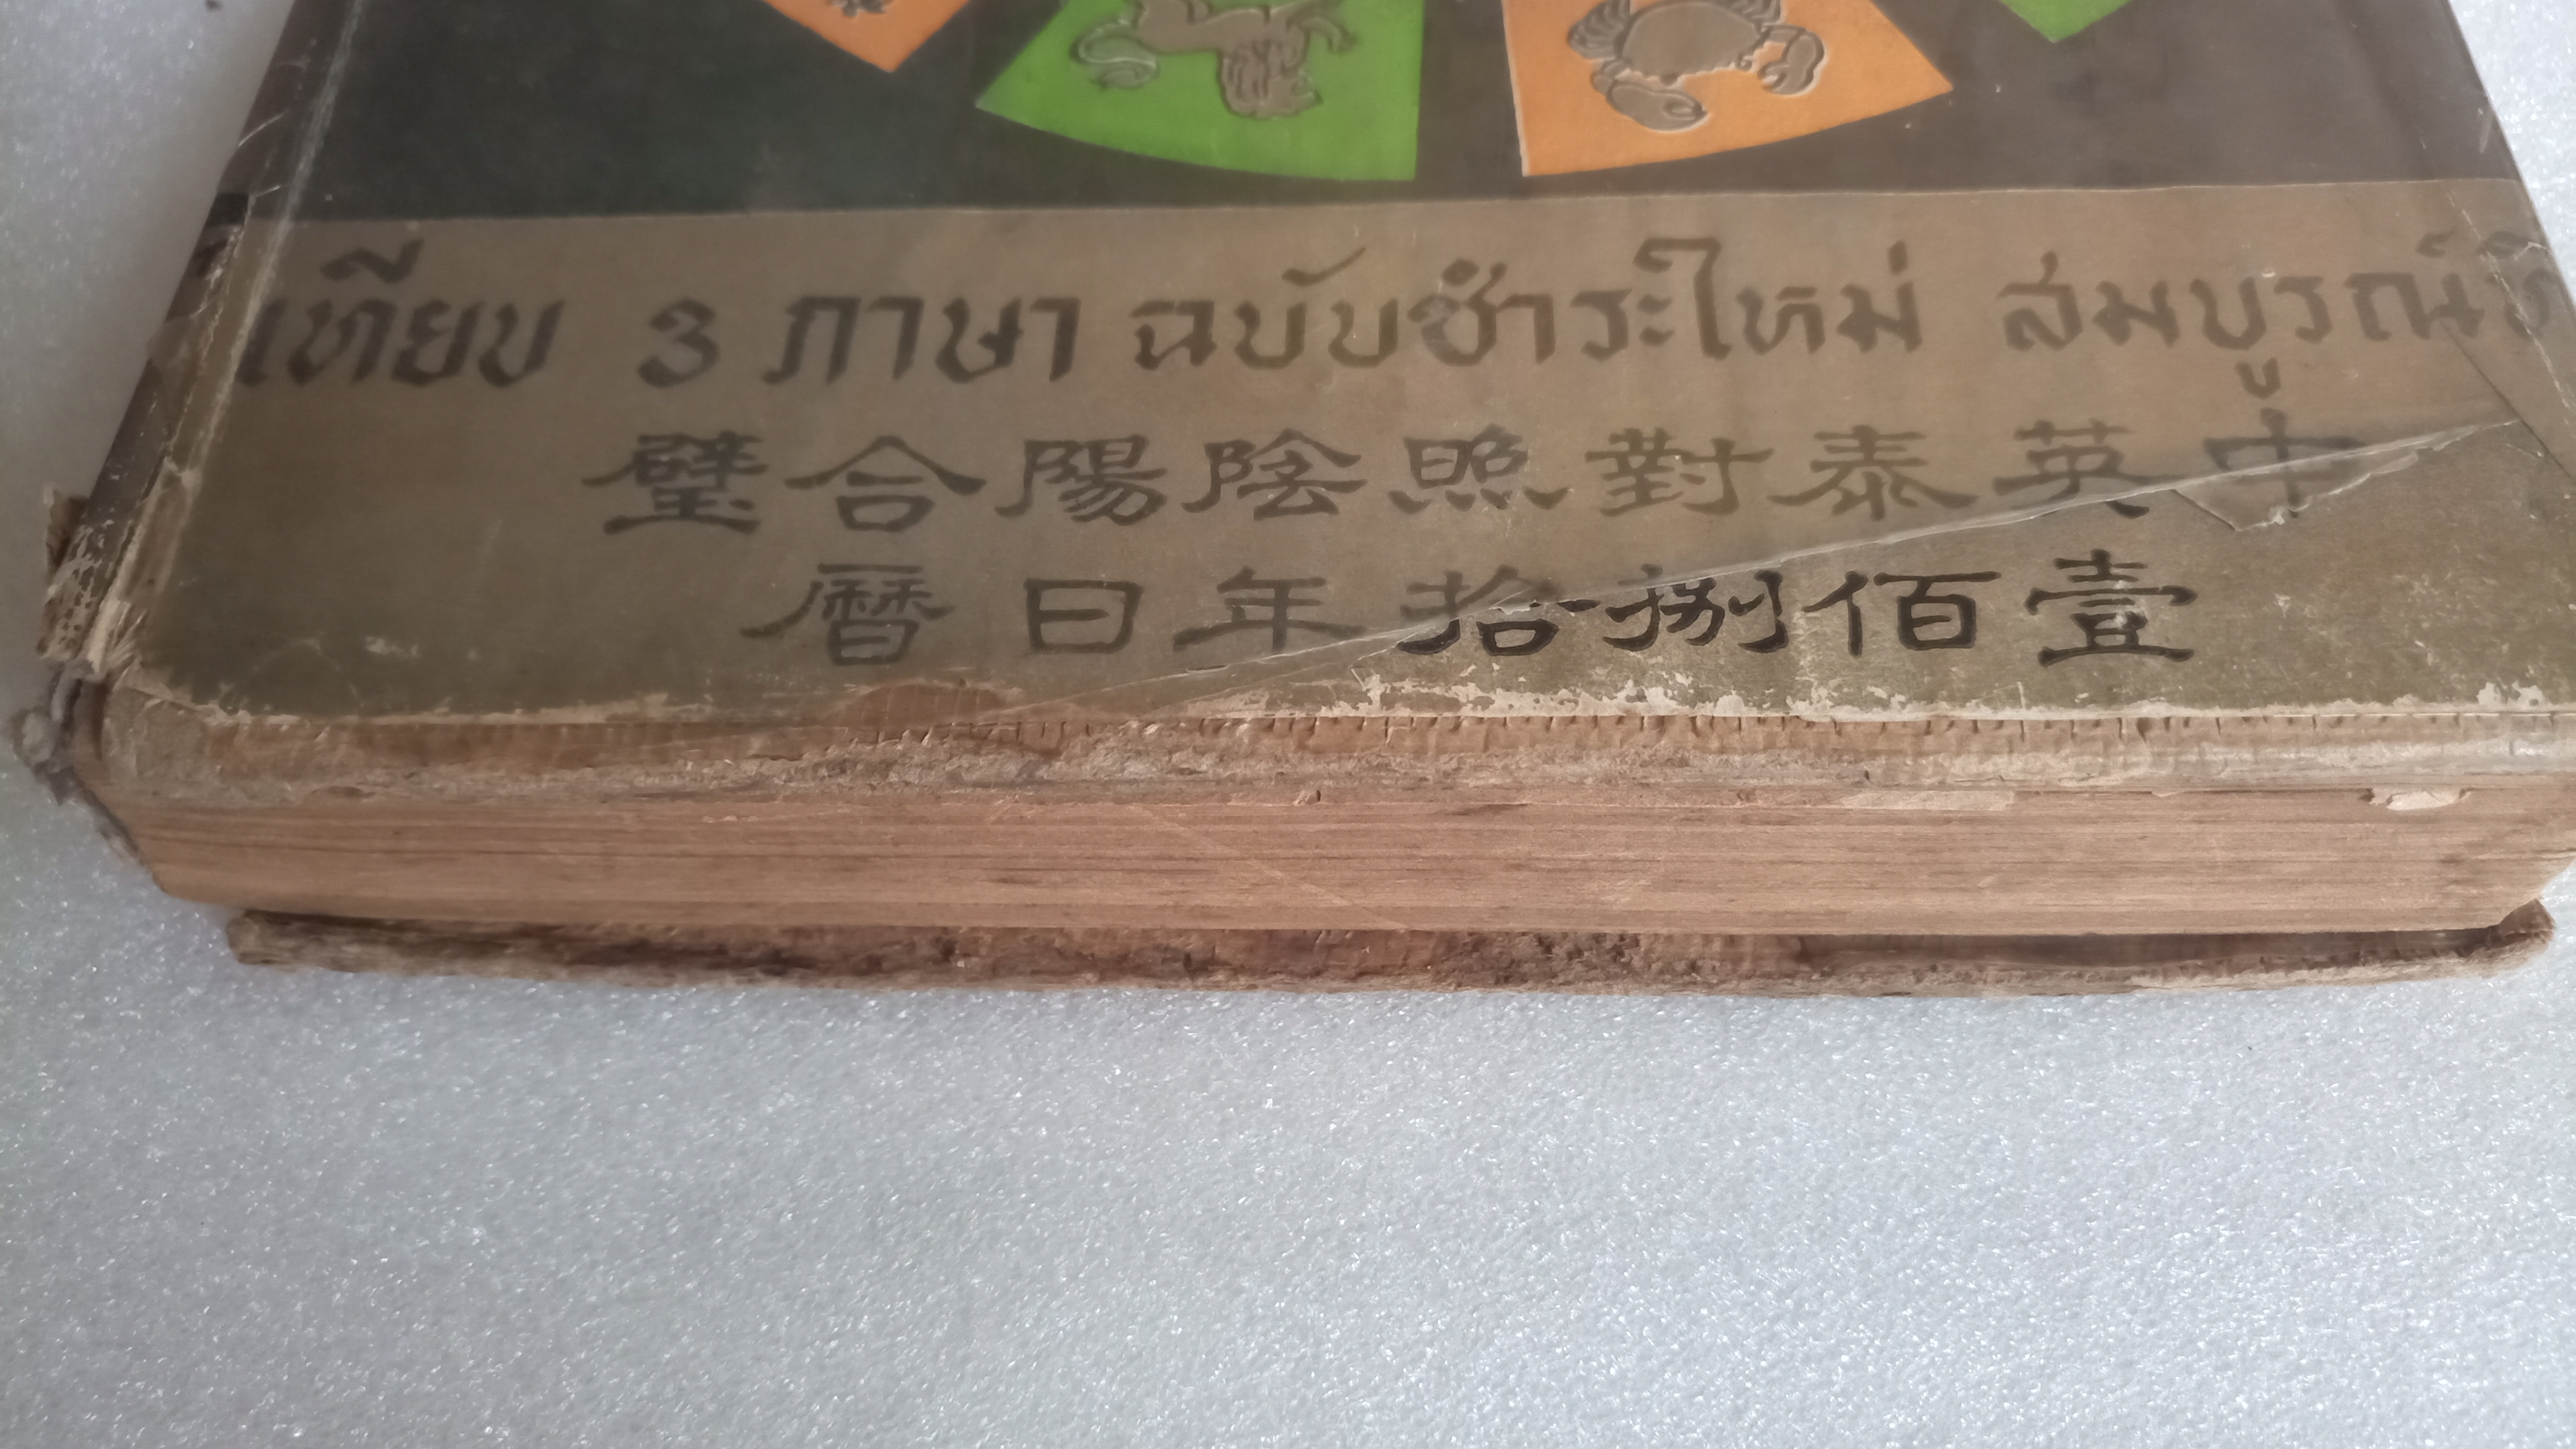 เทียบ 3 ภาษา ฉบับชำระใหม่ สมบูรณ์ที่
中英泰對照陰陽合璧
壹佰捌拾年日曆